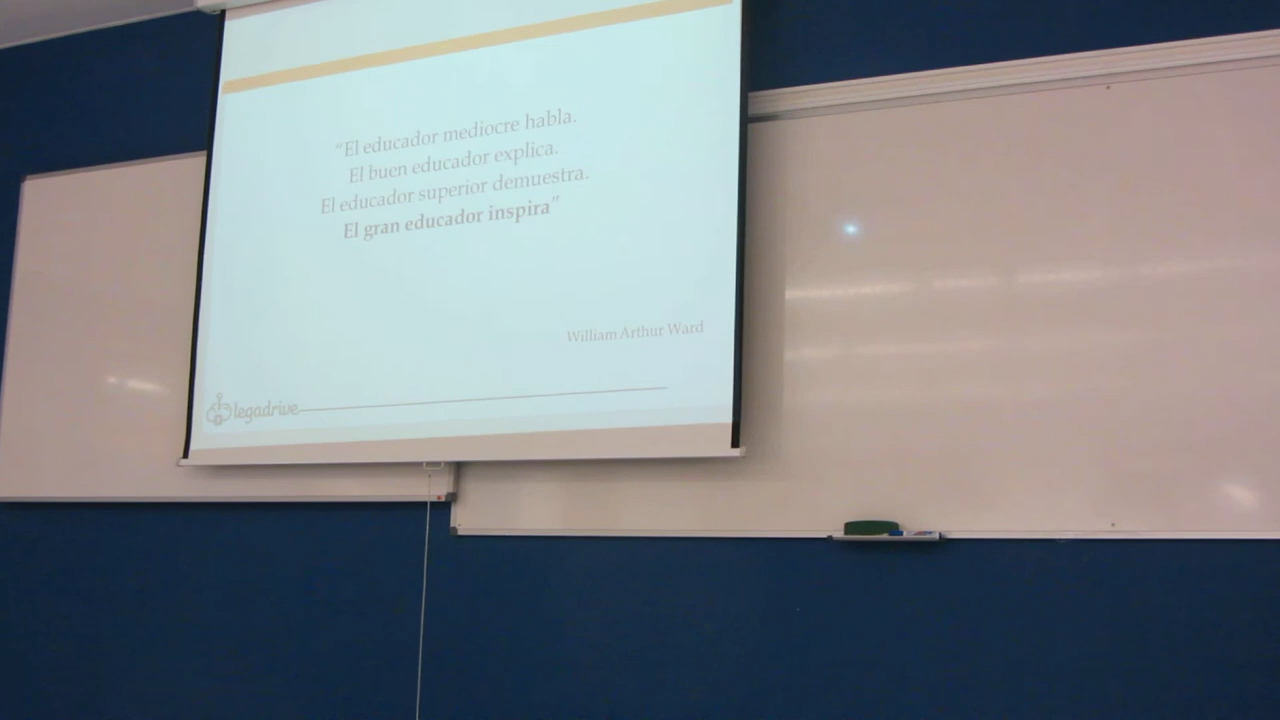 “El educador mediocre habla.
El buen educador explica.
El educador superior demuestra.
El gran educador inspira”
William Arthur Ward
legadrive